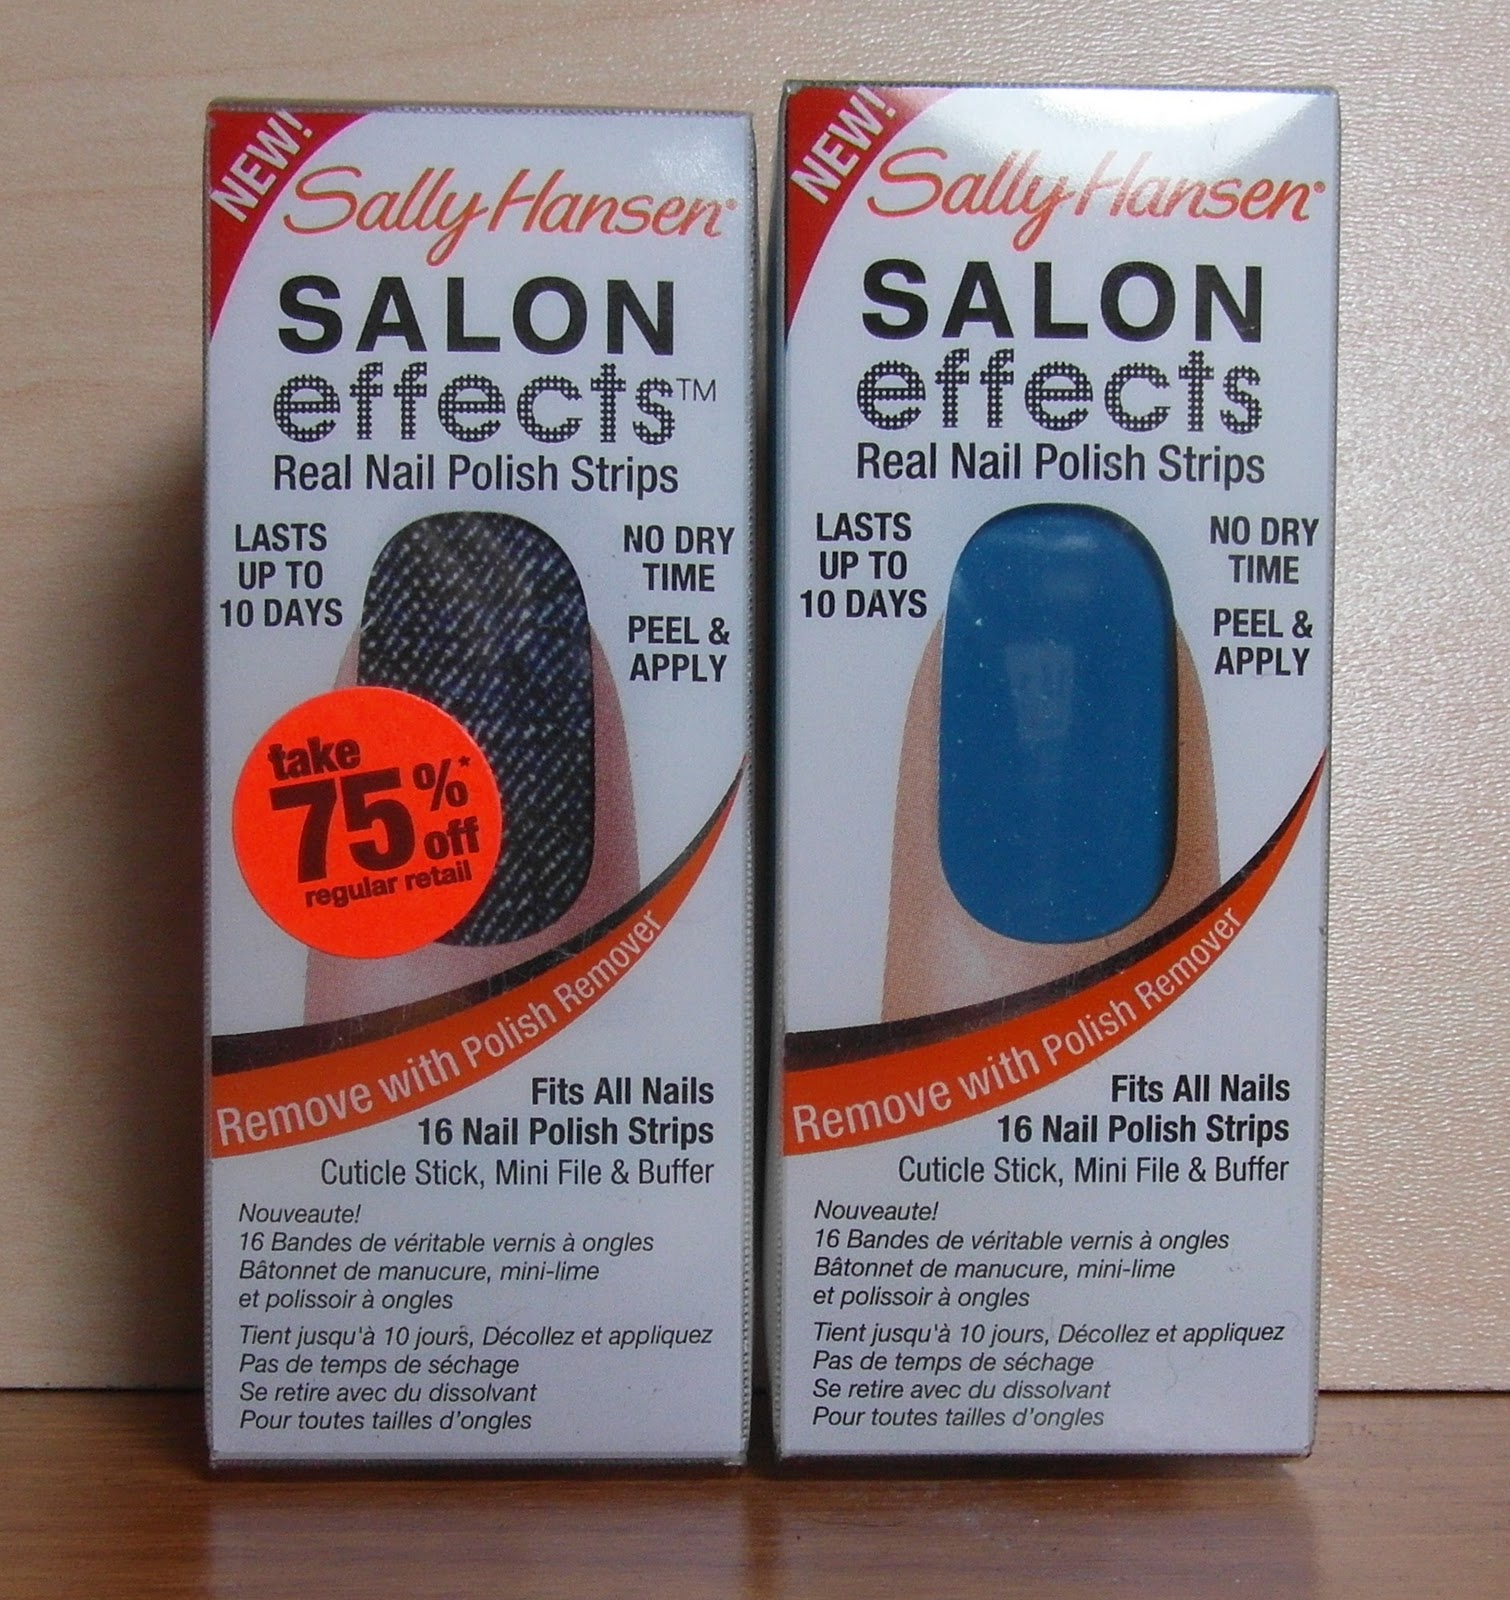 NEW!
Sally Hansen®
SALON
effects™
Real Nail Polish Strips
LASTS
UP TO
10 DAYS
NO DRY
TIME
PEEL &
APPLY
take
75%*
off
regular retail
Remove with Polish Remover
Fits All Nails
16 Nail Polish Strips
Cuticle Stick, Mini File & Buffer
Nouveaute!
16 Bandes de véritable vernis à ongles
Bâtonnet de manucure, mini-lime
et polissoir à ongles
Tient jusqu'à 10 jours, Décollez et appliquez
Pas de temps de séchage
Se retire avec du dissolvant
Pour toutes tailles d'ongles
NEW!
Sally Hansen®
SALON
effects
Real Nail Polish Strips
LASTS
UP TO
10 DAYS
NO DRY
TIME
PEEL &
APPLY
Remove with Polish Remover
Fits All Nails
16 Nail Polish Strips
Cuticle Stick, Mini File & Buffer
Nouveaute!
16 Bandes de véritable vernis à ongles
Bâtonnet de manucure, mini-lime
et polissoir à ongles
Tient jusqu'à 10 jours, Décollez et appliquez
Pas de temps de séchage
Se retire avec du dissolvant
Pour toutes tailles d'ongles